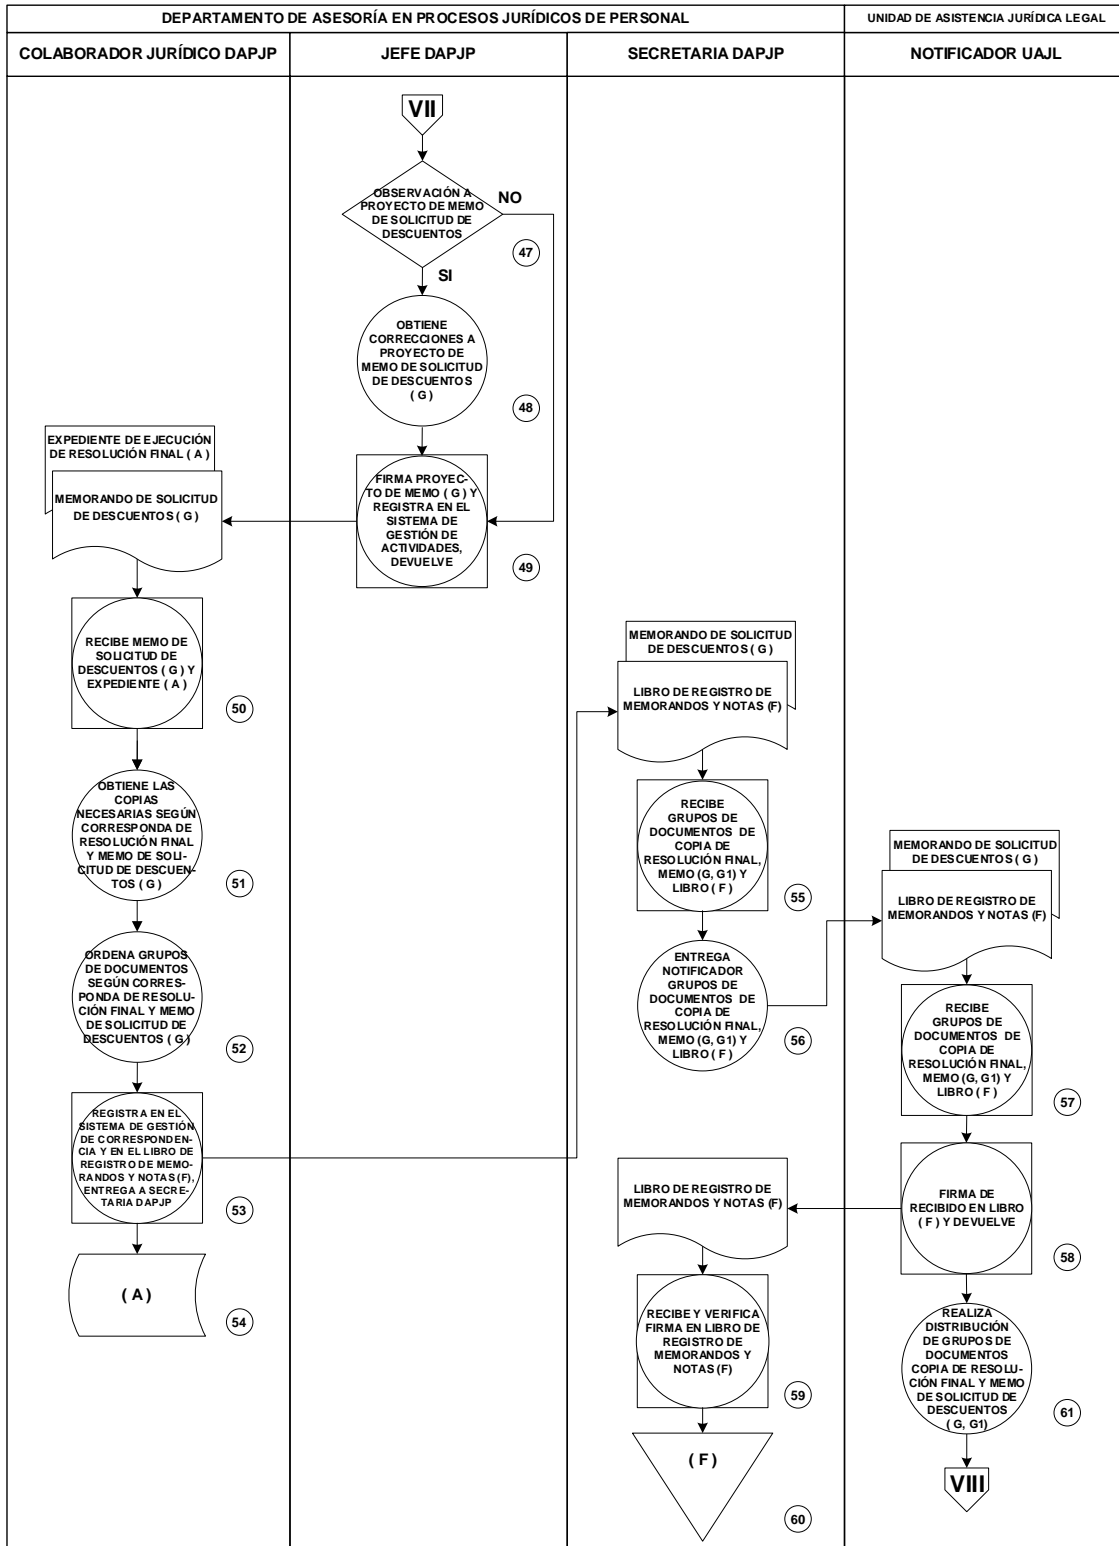 DEPARTAMENTO DE ASESORÍA EN PROCESOS JURÍDICOS DE PERSONAL
UNIDAD DE ASISTENCIA JURÍDICA LEGAL
COLABORADOR JURÍDICO DAPJP
JEFE DAPJP
SECRETARIA DAPJP
NOTIFICADOR UAJL
VII
OBSERVACIÓN A
PROYECTO DE MEMO
DE SOLICITUD DE
DESCUENTOS
NO
47
SI
OBTIENE
CORRECCIONES A
PROYECTO DE
MEMO DE SOLICITUD
DE DESCUENTOS
( G )
48
FIRMA PROYEC-
TO DE MEMO ( G ) Y
REGISTRA EN EL
SISTEMA DE
GESTIÓN DE
ACTIVIDADES,
DEVUELVE
49
EXPEDIENTE DE EJECUCIÓN
DE RESOLUCIÓN FINAL ( A )
MEMORANDO DE SOLICITUD
DE DESCUENTOS ( G )
RECIBE MEMO DE
SOLICITUD DE
DESCUENTOS ( G ) Y
EXPEDIENTE ( A )
50
OBTIENE LAS
COPIAS
NECESARIAS SEGÚN
CORRESPONDA DE
RESOLUCIÓN FINAL
Y MEMO DE SOLI-
CITUD DE DESCUEN-
TOS ( G )
51
ORDENA GRUPOS
DE DOCUMENTOS
SEGÚN CORRES-
PONDA DE RESOLU-
CIÓN FINAL Y MEMO
DE SOLICITUD DE
DESCUENTOS ( G )
52
REGISTRA EN EL
SISTEMA DE GESTIÓN
DE CORRESPONDEN-
CIA Y EN EL LIBRO DE
REGISTRO DE MEMO-
RANDOS Y NOTAS (F),
ENTREGA A SECRE-
TARIA DAPJP
53
( A )
54
MEMORANDO DE SOLICITUD
DE DESCUENTOS ( G )
LIBRO DE REGISTRO DE
MEMORANDOS Y NOTAS (F)
RECIBE
GRUPOS DE
DOCUMENTOS DE
COPIA DE
RESOLUCIÓN FINAL,
MEMO (G, G1) Y
LIBRO ( F )
55
ENTREGA
NOTIFICADOR
GRUPOS DE
DOCUMENTOS DE
COPIA DE
RESOLUCIÓN FINAL,
MEMO (G, G1) Y
LIBRO ( F )
56
MEMORANDO DE SOLICITUD
DE DESCUENTOS ( G )
LIBRO DE REGISTRO DE
MEMORANDOS Y NOTAS (F)
RECIBE
GRUPOS DE
DOCUMENTOS DE
COPIA DE
RESOLUCIÓN FINAL,
MEMO (G, G1) Y
LIBRO ( F )
57
FIRMA DE
RECIBIDO EN LIBRO
( F ) Y DEVUELVE
58
LIBRO DE REGISTRO DE
MEMORANDOS Y NOTAS (F)
RECIBE Y VERIFICA
FIRMA EN LIBRO DE
REGISTRO DE
MEMORANDOS Y
NOTAS (F)
59
( F )
60
REALIZA
DISTRIBUCIÓN
DE GRUPOS DE
DOCUMENTOS
COPIA DE RESOLU-
CIÓN FINAL Y MEMO
DE SOLICITUD DE
DESCUENTOS
( G, G1)
61
VIII